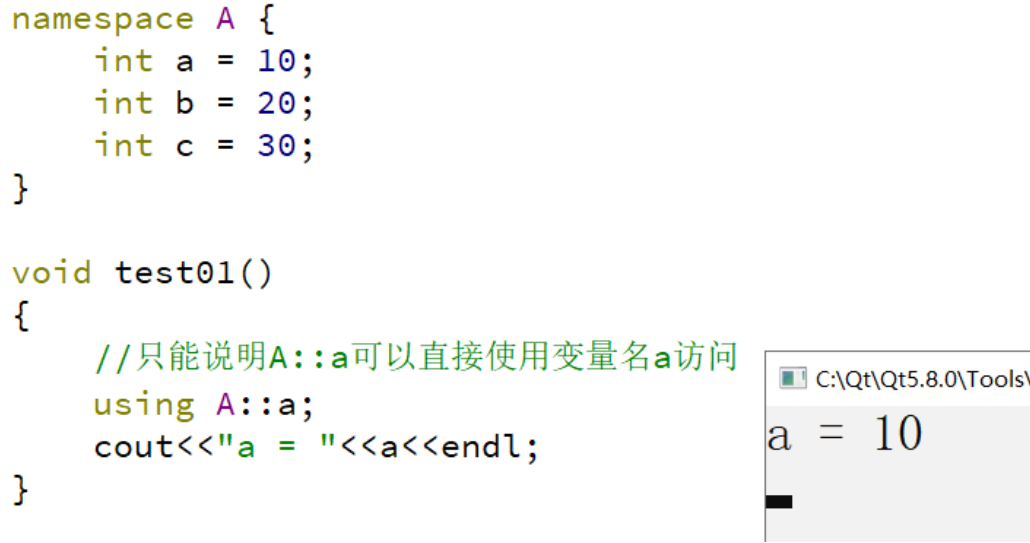 namespace A {
    int a = 10;
    int b = 20;
    int c = 30;
}
void test01()
{
    //只能说明A::a可以直接使用变量名a访问
    using A::a;
    cout<<"a = "<<a<<endl;
}
C:\Qt\Qt5.8.0\Tools\
a = 10